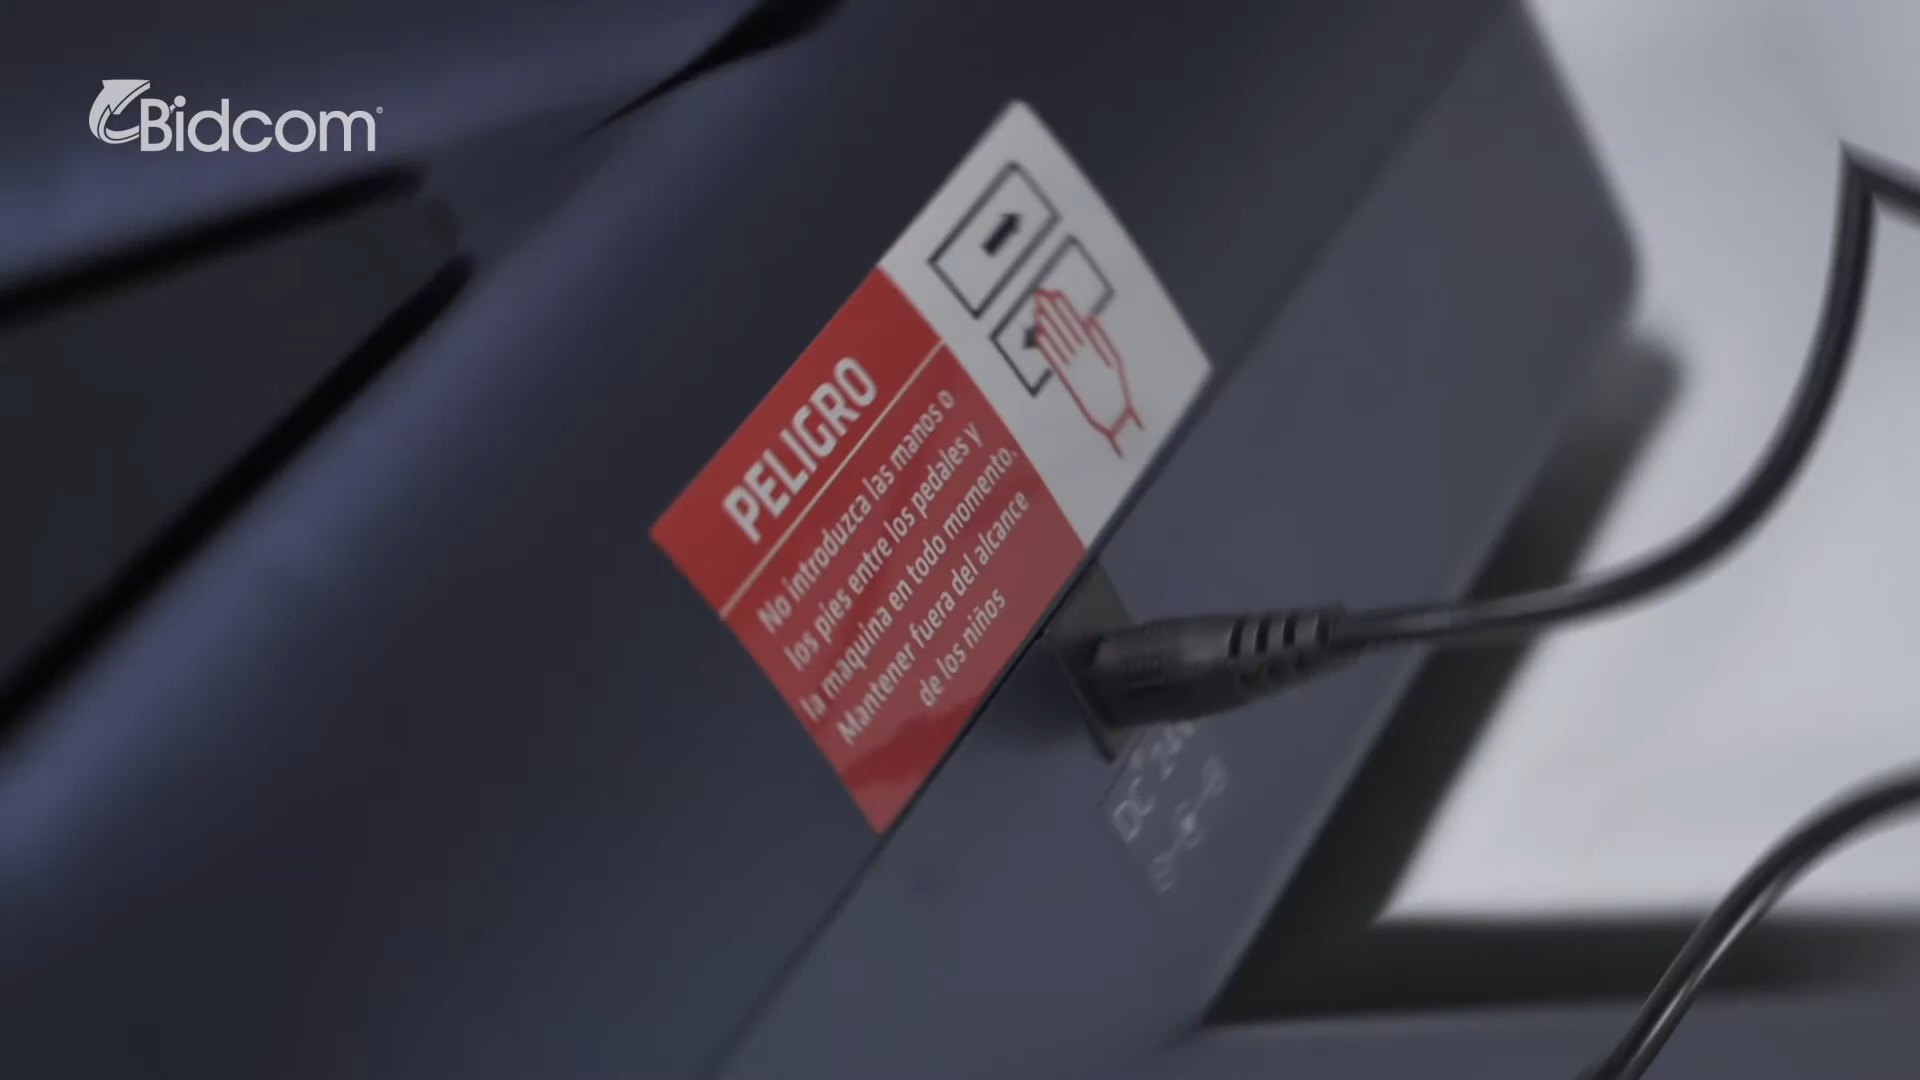 Bidcom
PELIGRO
No introduzca las manos o
los pies entre los pedales y
la maquina en todo momento.
Mantener fuera del alcance
de los niños
DC